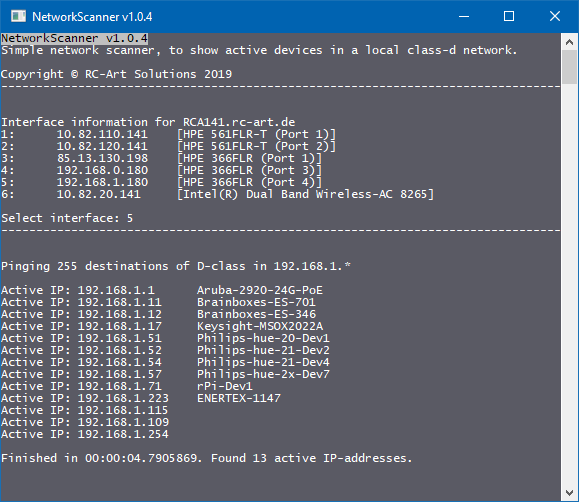 NetworkScanner v1.0.4
NetworkScanner v1.0.4
Simple network scanner, to show active devices in a local class-d network.
Copyright © RC-Art Solutions 2019
--------------------------------------------------------------------------------
Interface information for RCA141.rc-art.de
1: 10.82.110.141 [HPE 561FLR-T (Port 1)]
2: 10.82.120.141 [HPE 561FLR-T (Port 2)]
3: 85.13.130.198 [HPE 366FLR (Port 1)]
4: 192.168.0.180 [HPE 366FLR (Port 3)]
5: 192.168.1.180 [HPE 366FLR (Port 4)]
6: 10.82.20.141 [Intel(R) Dual Band Wireless-AC 8265]
Select interface: 5
--------------------------------------------------------------------------------
Pinging 255 destinations of D-class in 192.168.1.*
Active IP: 192.168.1.1 Aruba-2920-24G-PoE
Active IP: 192.168.1.11 Brainboxes-ES-701
Active IP: 192.168.1.12 Brainboxes-ES-346
Active IP: 192.168.1.17 Keysight-MSOX2022A
Active IP: 192.168.1.51 Philips-hue-20-Dev1
Active IP: 192.168.1.52 Philips-hue-21-Dev2
Active IP: 192.168.1.54 Philips-hue-21-Dev4
Active IP: 192.168.1.57 Philips-hue-2x-Dev7
Active IP: 192.168.1.71 rPi-Dev1
Active IP: 192.168.1.223 ENERTEX-1147
Active IP: 192.168.1.115
Active IP: 192.168.1.109
Active IP: 192.168.1.254
Finished in 00:00:04.7905869. Found 13 active IP-addresses.